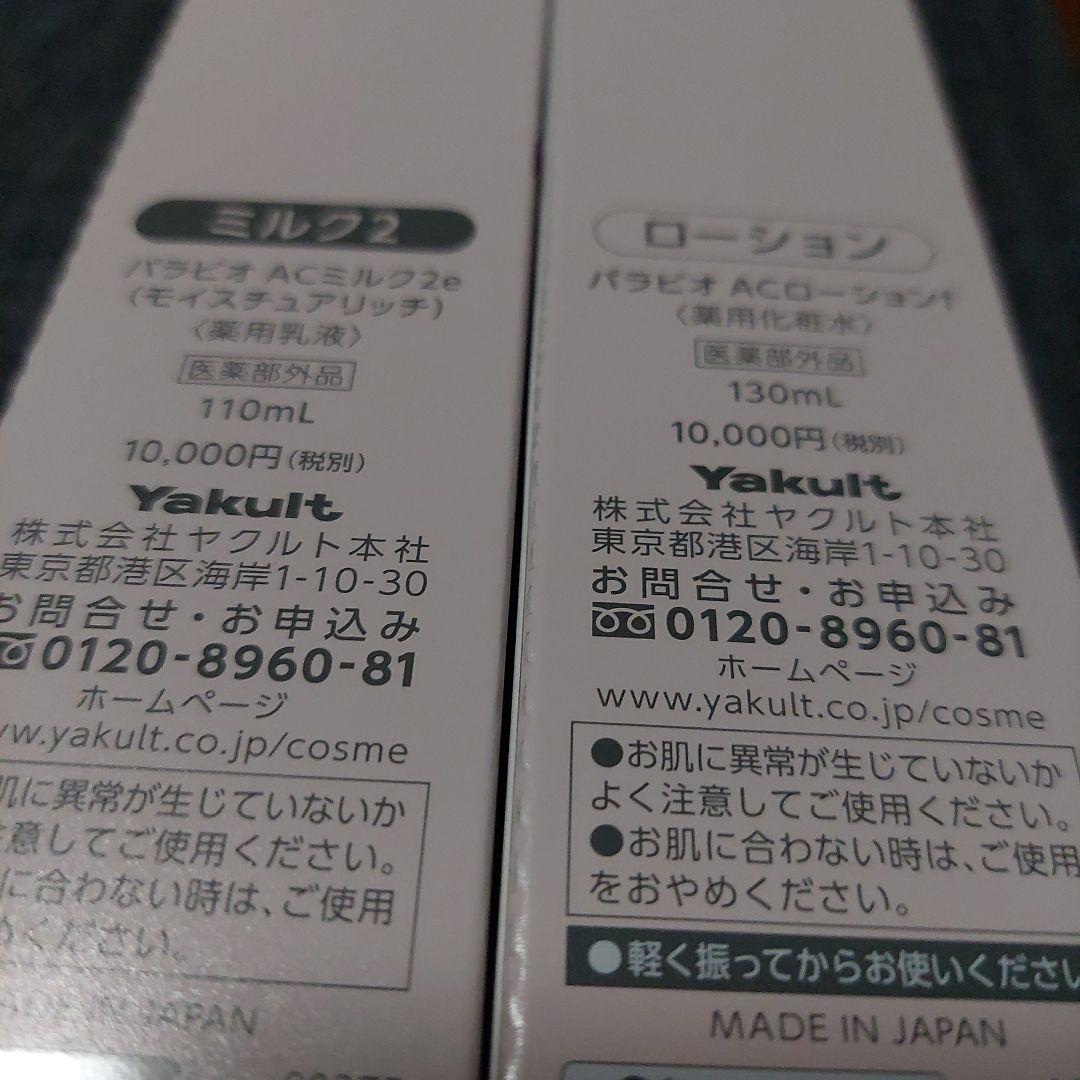 ミルク2
パラビオ ACミルク2e
(モイスチュアリッチ)
〈薬用乳液〉
医薬部外品
110mL
10,000円(税別)
Yakult
株式会社ヤクルト本社
東京都港区海岸1-10-30
お問合せ・お申込み
0120-8960-81
ホームページ
ww.yakult.co.jp/cosme
肌に異常が生じていないか
注意してご使用ください。
に合わない時は、ご使用
めください。
IN JAPAN
ローション
パラビオ ACローション
〈薬用化粧水〉
医薬部外品
130mL
10,000円(税別)
Yakult
株式会社ヤクルト本社
東京都港区海岸1-10-30
お問合せ・お申込み
0120-8960-81
ホームページ
www.yakult.co.jp/cosme
●お肌に異常が生じていないか
よく注意してご使用ください。
●お肌に合わない時は、ご使用
をおやめください。
●軽く振ってからお使いください
MADE IN JAPAN